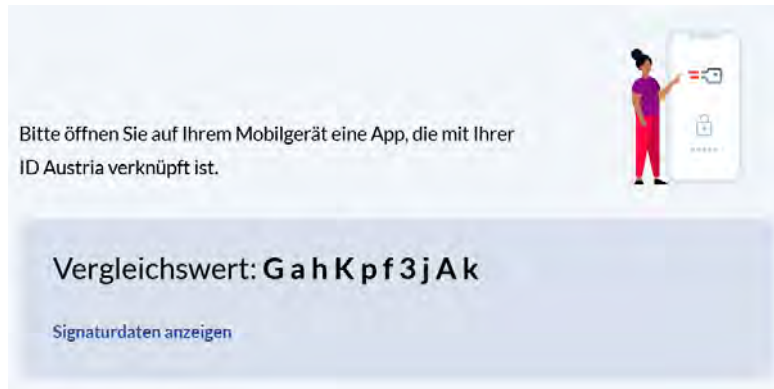 Bitte öffnen Sie auf Ihrem Mobilgerät eine App, die mit Ihrer
ID Austria verknüpft ist.
Vergleichswert: G a h K p f 3 j A k
Signaturdaten anzeigen